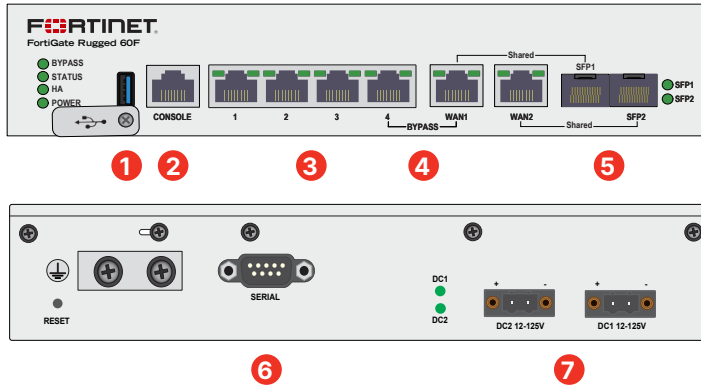 FORTINET
FortiGate Rugged 60F
BYPASS
STATUS
HA
POWER
CONSOLE
1
2
3
4
BYPASS
WAN1
WAN2
Shared
SFP1
Shared
SFP2
SFP1
SFP2
1
2
3
4
5
RESET
SERIAL
DC1
DC2
+ -
DC2 12-125V
+ -
DC1 12-125V
6
7